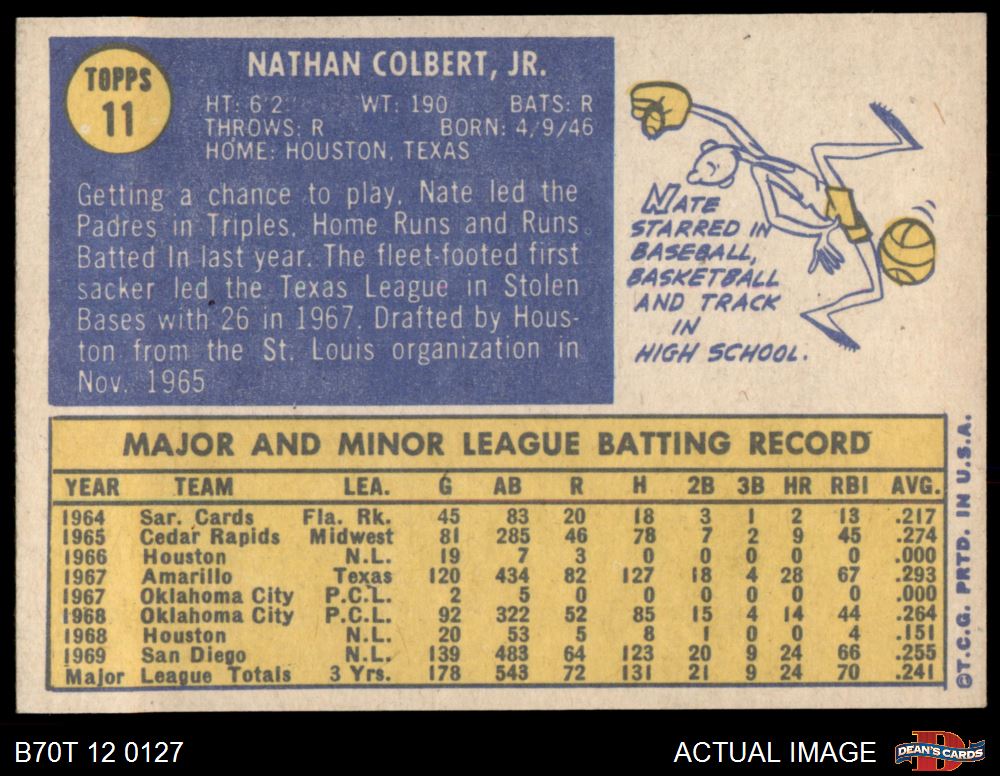 TOPPS
11
NATHAN COLBERT, JR.
HT: 6 2 WT: 190 BATS: R
THROWS: R BORN: 4/9/46
HOME: HOUSTON, TEXAS
Getting a chance to play, Nate led the
Padres in Triples, Home Runs and Runs
Batted In last year. The fleet-footed first
sacker led the Texas League in Stolen
Bases with 26 in 1967. Drafted by Hous-
ton from the St. Louis organization in
Nov. 1965
NATE
STARRED IN
BASEBALL,
BASKETBALL
AND TRACK
IN
HIGH SCHOOL.
MAJOR AND MINOR LEAGUE BATTING RECORD
YEAR TEAM LEA. G AB R H 2B 3B HR RBI AVG.
1964 Sar. Cards Fla. Rk. 45 83 20 18 3 1 2 13 .217
1965 Cedar Rapids Midwest 81 285 46 78 7 2 9 45 .274
1966 Houston N.L. 19 7 3 0 0 0 0 0 .000
1967 Amarillo Texas 120 434 82 127 18 4 28 67 .293
1967 Oklahoma City P.C.L. 2 5 0 0 0 0 0 0 .000
1968 Oklahoma City P.C.L. 92 322 52 85 15 4 14 44 .264
1968 Houston N.L. 20 53 5 8 1 0 0 4 .151
1969 San Diego N.L. 139 483 64 123 20 9 24 66 .255
Major League Totals 3 Yrs. 178 543 72 131 21 9 24 70 .241
©T.C.G. PRTD. IN U.S.A.
B70T 12 0127
ACTUAL IMAGE
DEAN'S CARDS